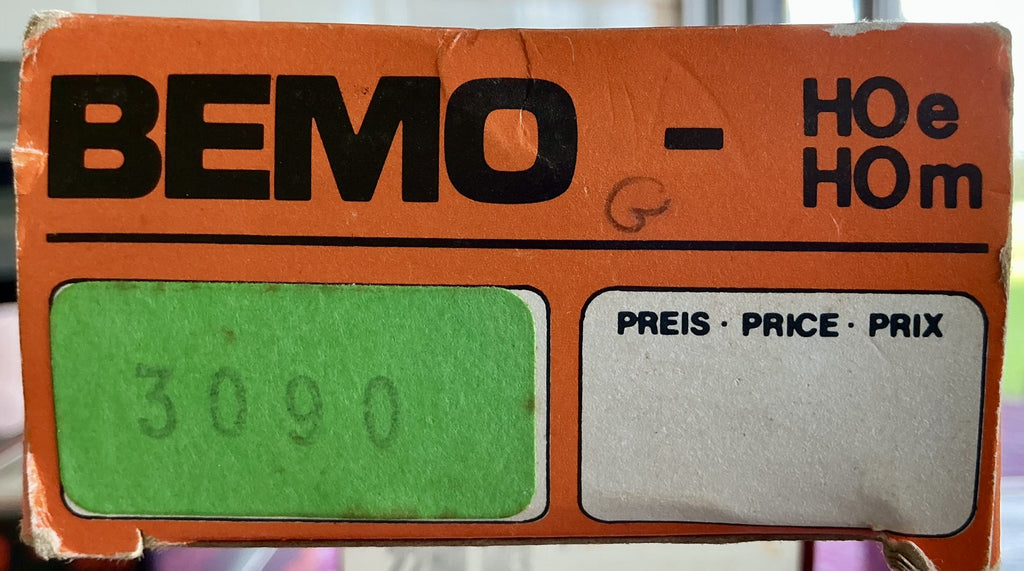 BEMO - HOe
HOm
G
3090
PREIS · PRICE · PRIX